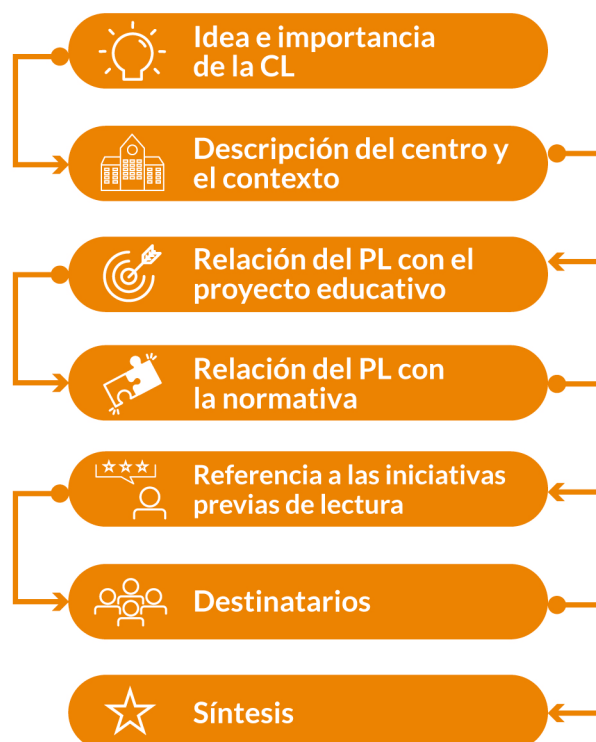 Idea e importancia
de la CL
Descripción del centro y
el contexto
Relación del PL con el
proyecto educativo
Relación del PL con
la normativa
Referencia a las iniciativas
previas de lectura
Destinatarios
Síntesis